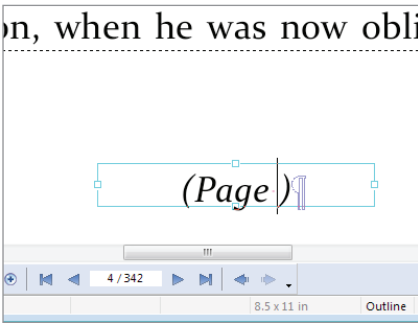 on, when he was now obli
(Page )¶
4 / 342
8.5 x 11 in Outline